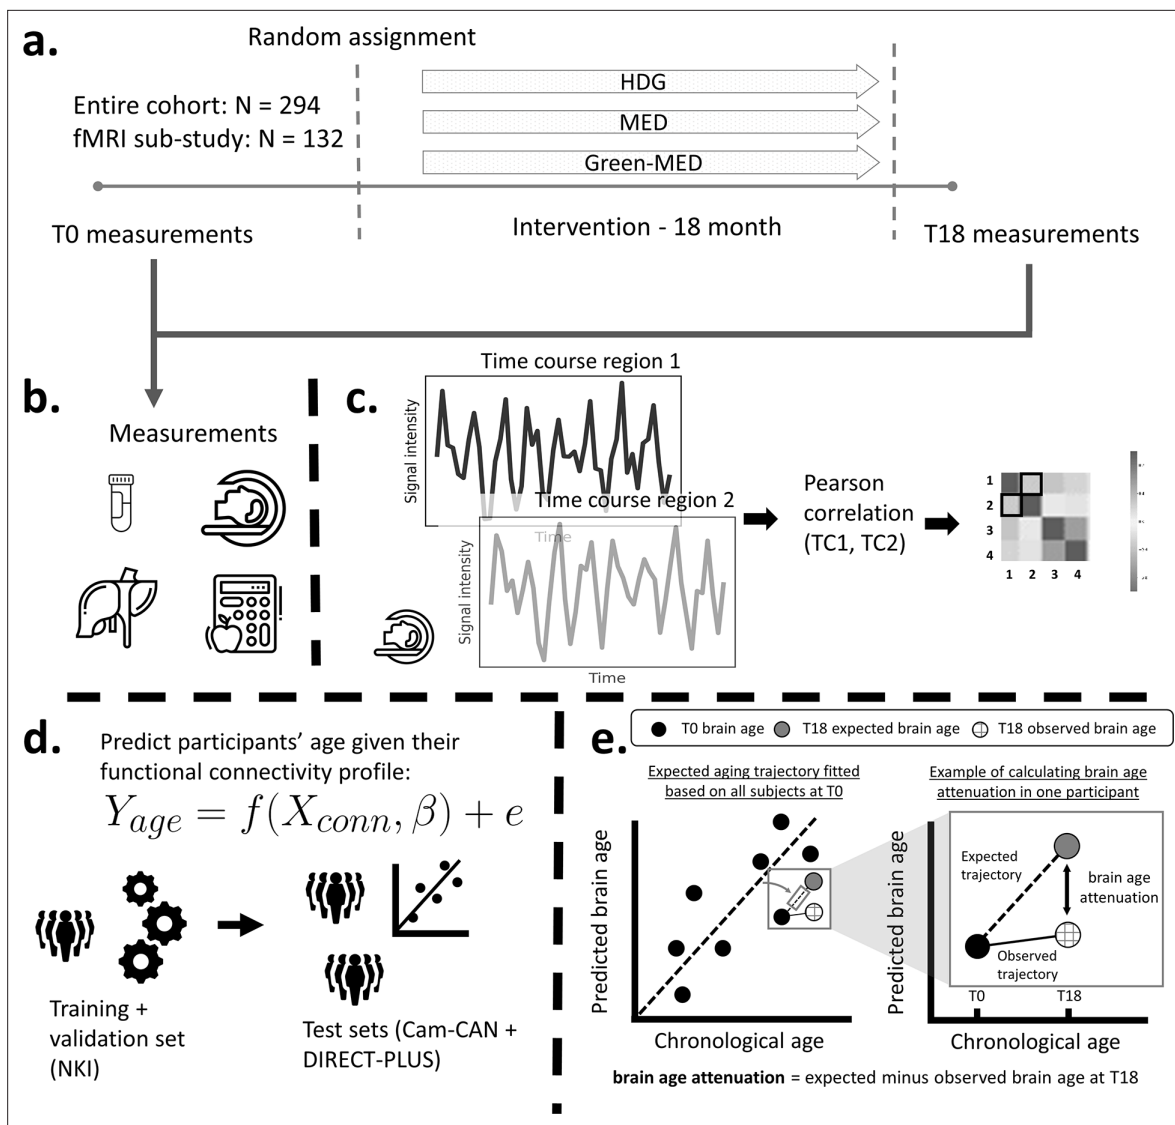 a.
Random assignment
Entire cohort: N = 294
fMRI sub-study: N = 132
HDG
MED
Green-MED
T0 measurements
Intervention - 18 month
T18 measurements
b.
Measurements
c.
Time course region 1
Signal intensity
Time
Time course region 2
Signal intensity
Time
Pearson
correlation
(TC1, TC2)
1
2
3
4
1 2 3 4
d.
Predict participants’ age given their
functional connectivity profile:
Y_age = f(X_conn, β) + e
Training +
validation set
(NKI)
Test sets (Cam-CAN +
DIRECT-PLUS)
e.
T0 brain age
T18 expected brain age
T18 observed brain age
Expected aging trajectory fitted
based on all subjects at T0
Predicted brain age
Chronological age
Example of calculating brain age
attenuation in one participant
Predicted brain age
Expected
trajectory
brain age
attenuation
Observed
trajectory
T0
T18
Chronological age
brain age attenuation = expected minus observed brain age at T18